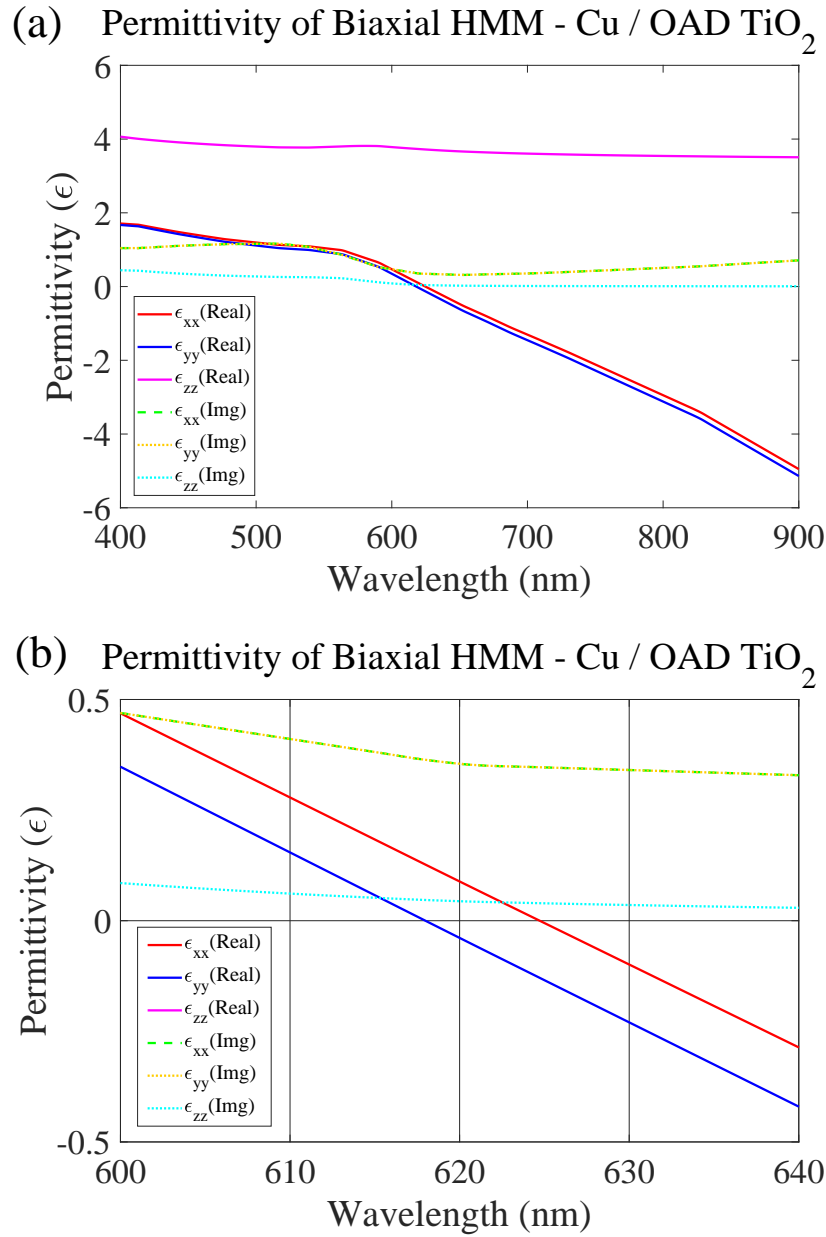 (a) Permittivity of Biaxial HMM - Cu / OAD TiO2
6
4
2
0
-2
-4
-6
Permittivity (ϵ)
ϵxx(Real)
ϵyy(Real)
ϵzz(Real)
ϵxx(Img)
ϵyy(Img)
ϵzz(Img)
400 500 600 700 800 900
Wavelength (nm)
(b) Permittivity of Biaxial HMM - Cu / OAD TiO2
0.5
0
-0.5
Permittivity (ϵ)
ϵxx(Real)
ϵyy(Real)
ϵzz(Real)
ϵxx(Img)
ϵyy(Img)
ϵzz(Img)
600 610 620 630 640
Wavelength (nm)